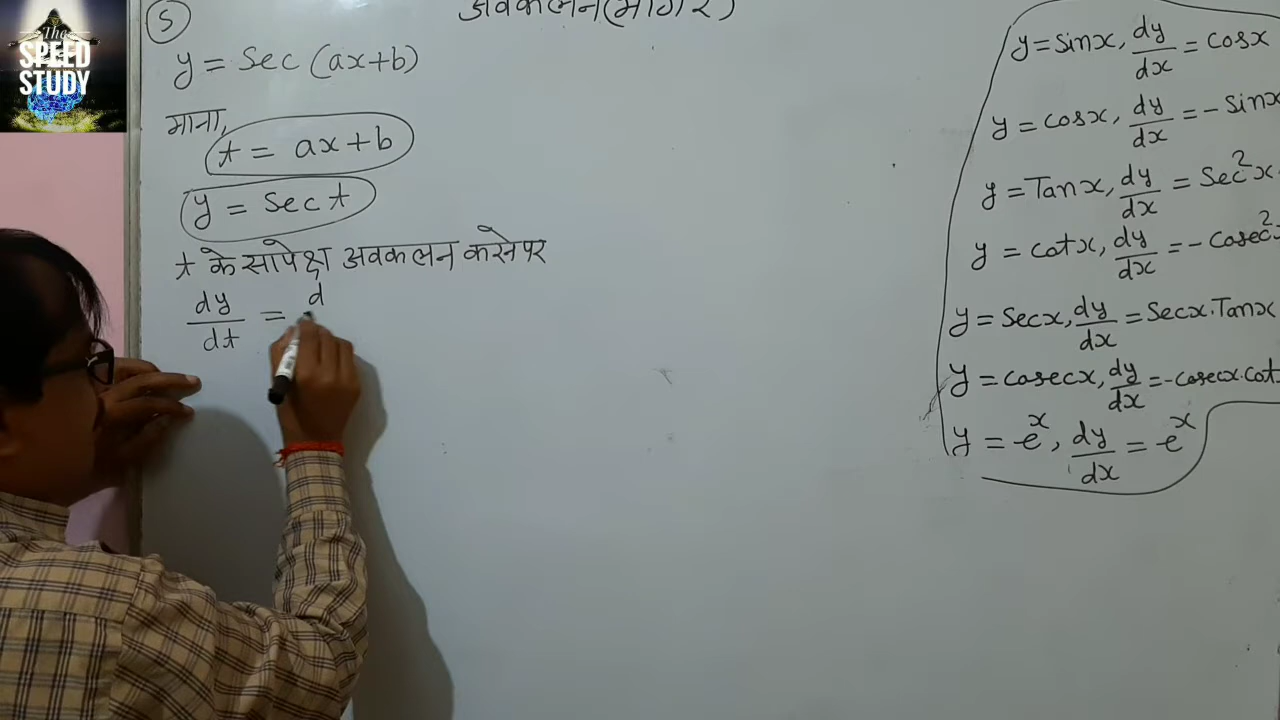 The
SPEED
STUDY
अवकलन(भाग२)
5
y = Sec (ax+b)
माना,
t = ax+b
y = Sec t
t के सापेक्ष अवकलन करने पर
dy/dt = d
y = Sinx, dy/dx = Cosx
y = Cosx, dy/dx = - Sinx
y = Tanx, dy/dx = Sec²x
y = Cotx, dy/dx = - Cosec²
y = Secx, dy/dx = Secx.Tanx
y = Cosecx, dy/dx = -Cosecx.Cot
y = e^x, dy/dx = e^x